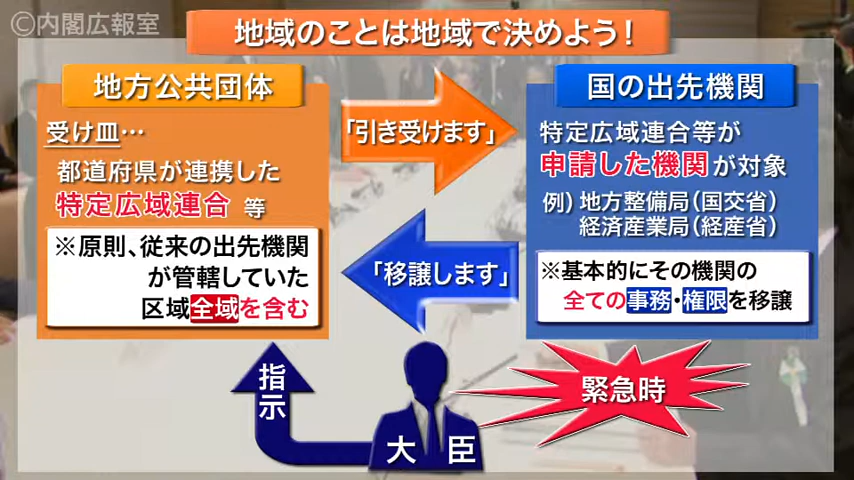 ©内閣広報室
地域のことは地域で決めよう！
地方公共団体
受け皿…
都道府県が連携した
特定広域連合 等
※原則、従来の出先機関
が管轄していた
区域全域を含む
「引き受けます」
「移譲します」
国の出先機関
特定広域連合等が
申請した機関が対象
例）地方整備局（国交省）
経済産業局（経産省）
※基本的にその機関の
全ての事務・権限を移譲
指示
大臣
緊急時